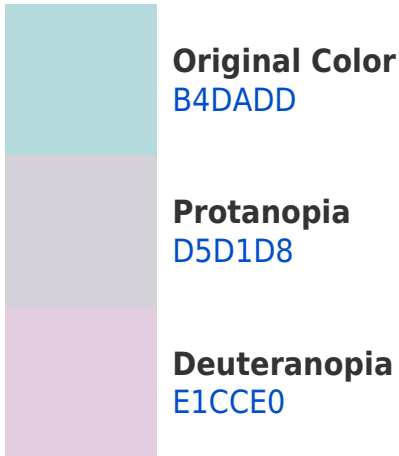 Original Color
B4DADD
Protanopia
D5D1D8
Deuteranopia
E1CCE0